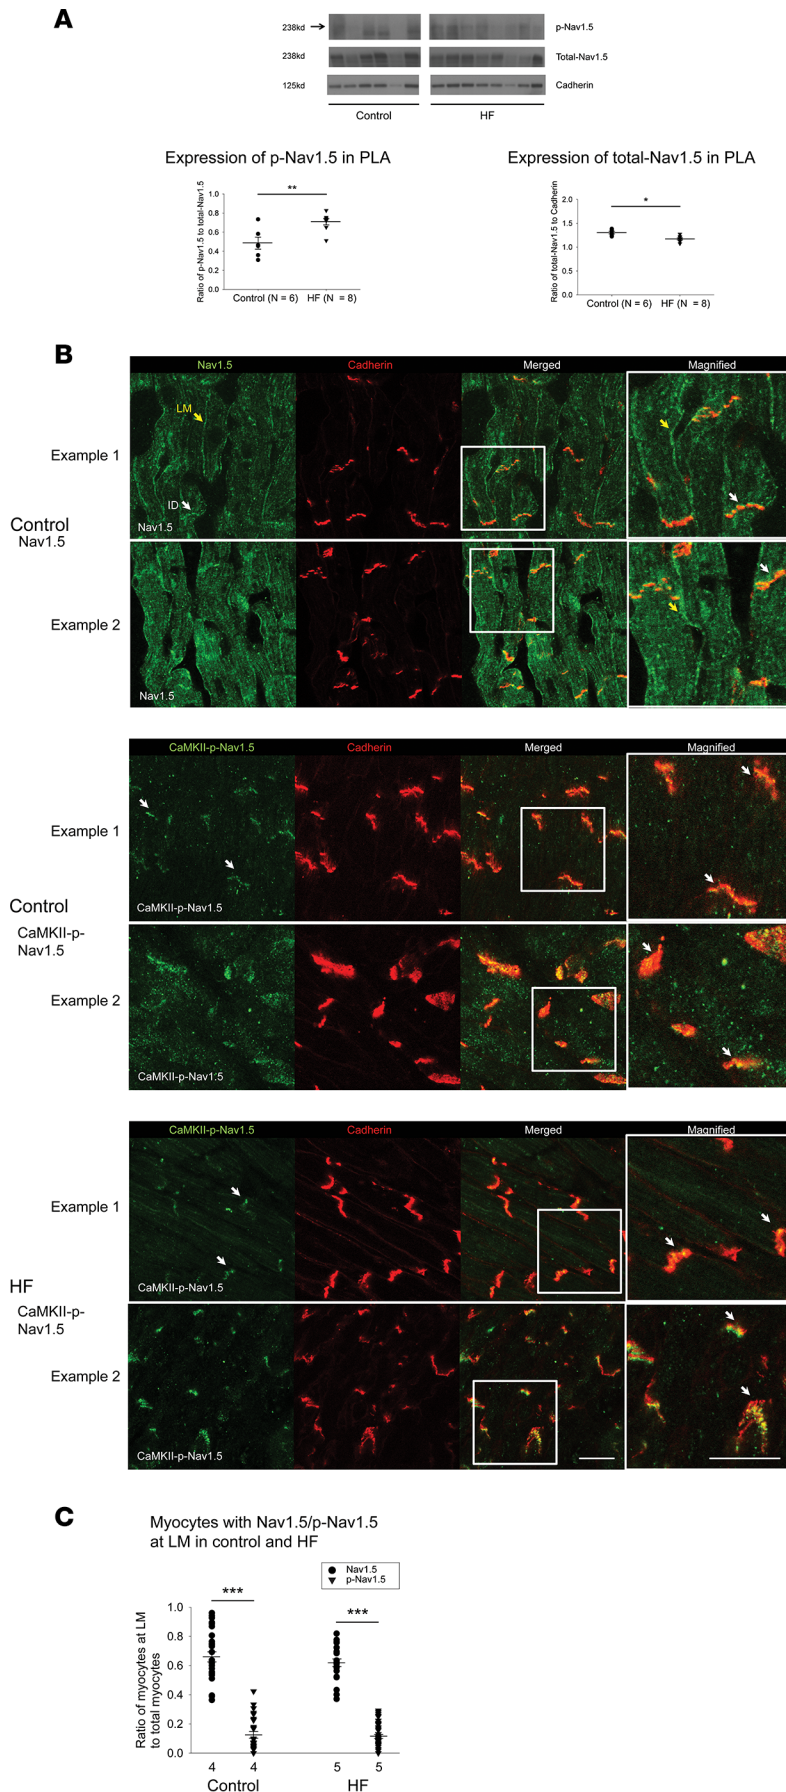 A
238kd
p-Nav1.5
238kd
Total-Nav1.5
125kd
Cadherin
Control
HF
Expression of p-Nav1.5 in PLA
Ratio of p-Nav1.5 to total-Nav1.5
1.0
0.8
0.6
0.4
0.2
0.0
**
Control (N = 6)
HF (N = 8)
Expression of total-Nav1.5 in PLA
Ratio of total-Nav1.5 to Cadherin
2.0
1.5
1.0
0.5
0.0
*
Control (N = 6)
HF (N = 8)
B
Nav1.5
Cadherin
Merged
Magnified
Control
Nav1.5
Example 1
LM
ID
Nav1.5
Example 2
Nav1.5
CaMKII-p-Nav1.5
Cadherin
Merged
Magnified
Control
CaMKII-p-
Nav1.5
Example 1
CaMKII-p-Nav1.5
Example 2
CaMKII-p-Nav1.5
CaMKII-p-Nav1.5
Cadherin
Merged
Magnified
HF
CaMKII-p-
Nav1.5
Example 1
CaMKII-p-Nav1.5
Example 2
CaMKII-p-Nav1.5
C
Myocytes with Nav1.5/p-Nav1.5
at LM in control and HF
Nav1.5
p-Nav1.5
Ratio of myocytes at LM
to total myocytes
1.0
0.8
0.6
0.4
0.2
0.0
***
***
4
4
5
5
Control
HF